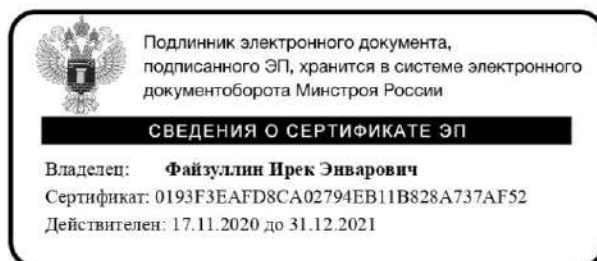 Подлинник электронного документа,
подписанного ЭП, хранится в системе электронного
документоборота Минстроя России
СВЕДЕНИЯ О СЕРТИФИКАТЕ ЭП
Владелец: Файзуллин Ирек Энварович
Сертификат: 0193F3EAFD8CA02794EB11B828A737AF52
Действителен: 17.11.2020 до 31.12.2021